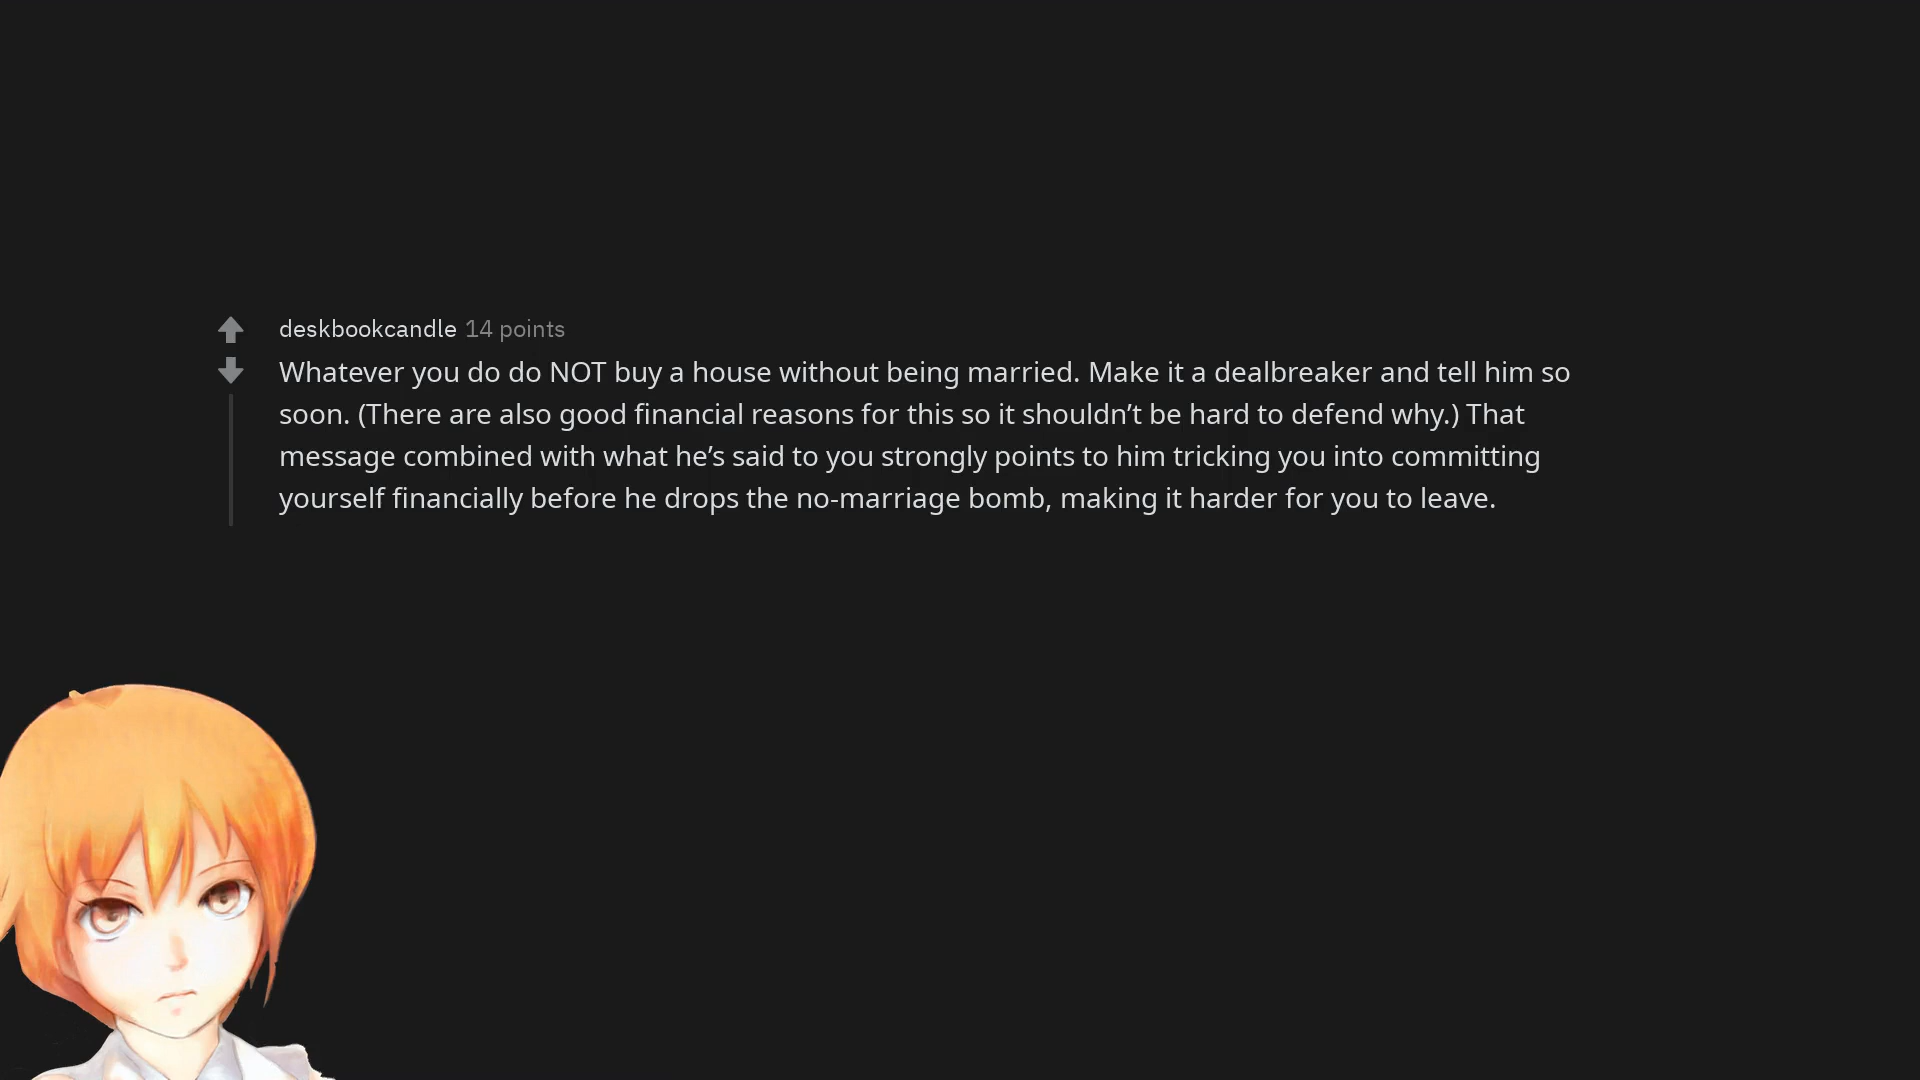 deskbookcandle 14 points
Whatever you do do NOT buy a house without being married. Make it a dealbreaker and tell him so
soon. (There are also good financial reasons for this so it shouldn’t be hard to defend why.) That
message combined with what he’s said to you strongly points to him tricking you into committing
yourself financially before he drops the no-marriage bomb, making it harder for you to leave.